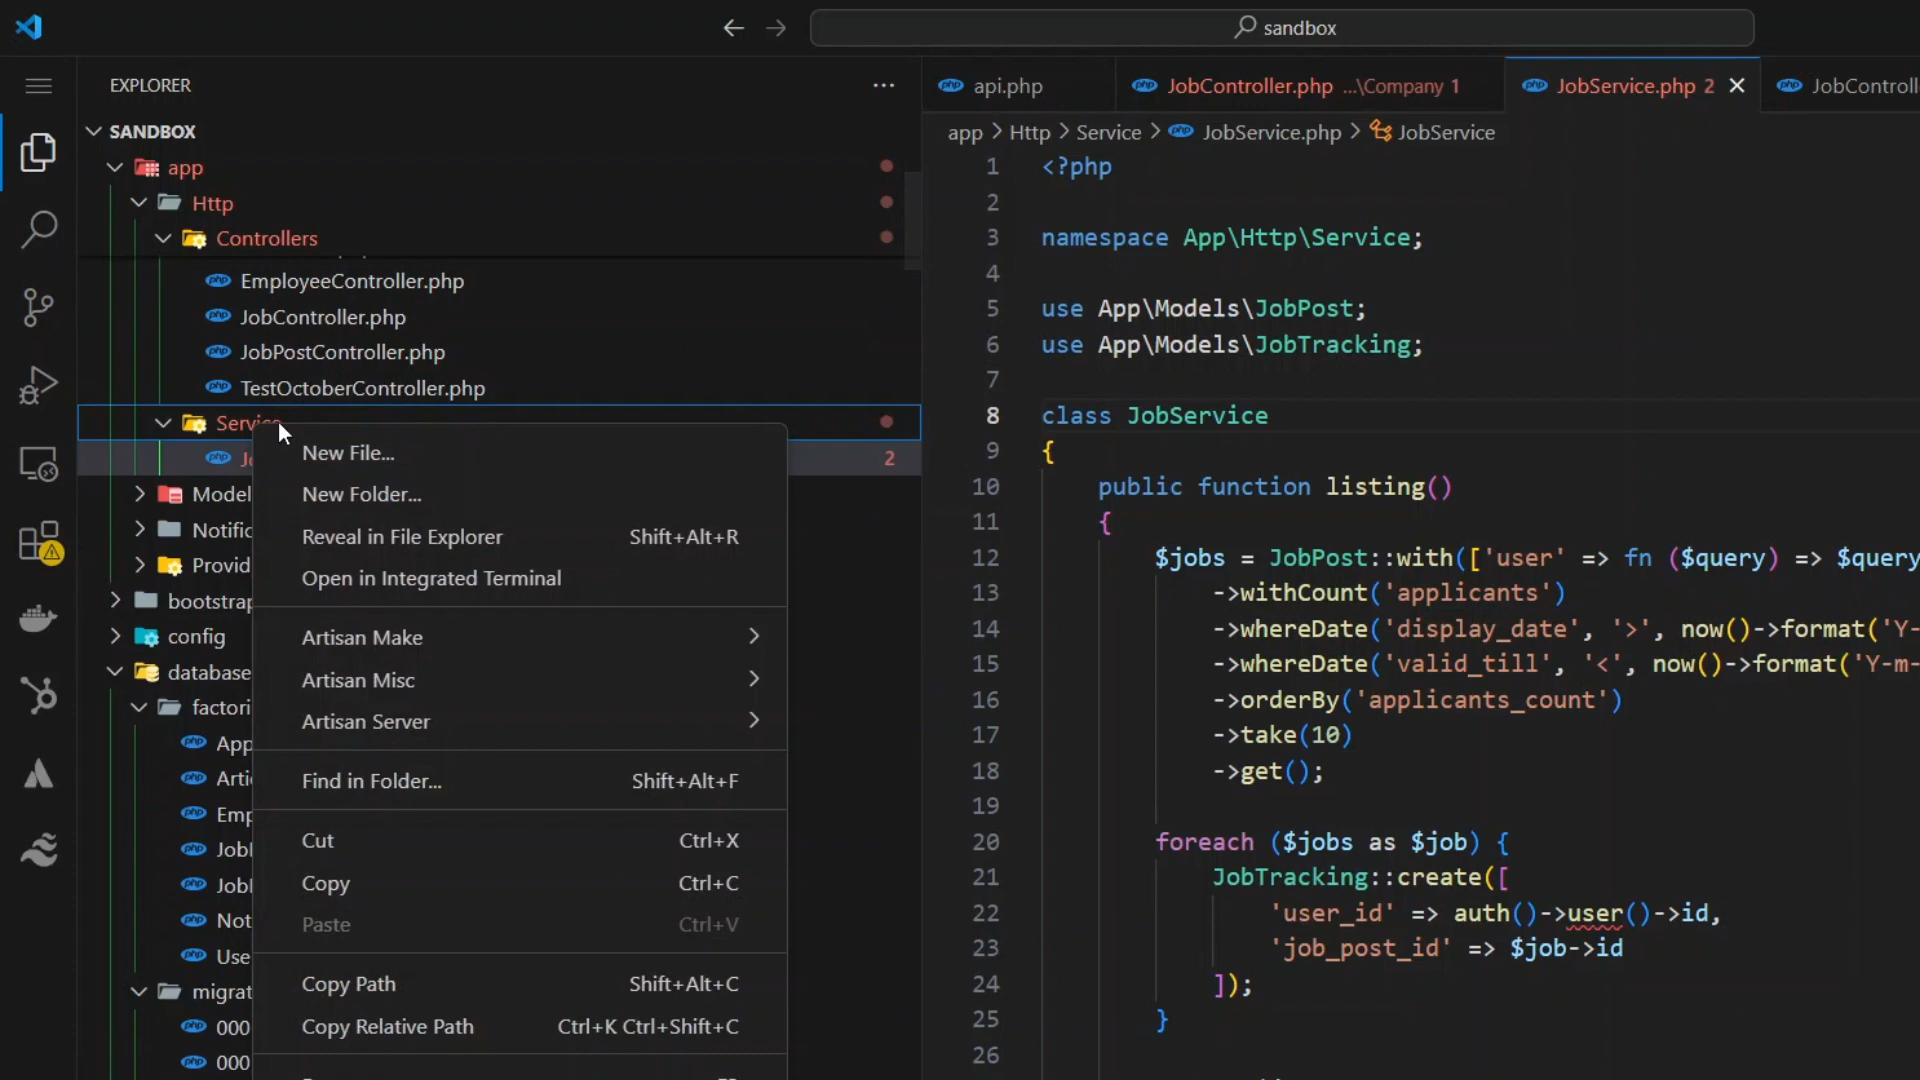 sandbox
EXPLORER
SANDBOX
app
Http
Controllers
EmployeeController.php
JobController.php
JobPostController.php
TestOctoberController.php
Service
2
Model
Notific
Provid
bootstrap
config
database
factori
App
Arti
Emp
Jobl
Jobl
Not
Use
migrat
000
000
New File...
New Folder...
Reveal in File Explorer Shift+Alt+R
Open in Integrated Terminal
Artisan Make
Artisan Misc
Artisan Server
Find in Folder... Shift+Alt+F
Cut Ctrl+X
Copy Ctrl+C
Paste Ctrl+V
Copy Path Shift+Alt+C
Copy Relative Path Ctrl+K Ctrl+Shift+C
api.php JobController.php ...\Company 1 JobService.php 2 JobControll
app > Http > Service > JobService.php > JobService
1 <?php
2
3 namespace App\Http\Service;
4
5 use App\Models\JobPost;
6 use App\Models\JobTracking;
7
8 class JobService
9 {
10 public function listing()
11 {
12 $jobs = JobPost::with(['user' => fn ($query) => $query
13 ->withCount('applicants')
14 ->whereDate('display_date', '>', now()->format('Y-
15 ->whereDate('valid_till', '<', now()->format('Y-m-
16 ->orderBy('applicants_count')
17 ->take(10)
18 ->get();
19
20 foreach ($jobs as $job) {
21 JobTracking::create([
22 'user_id' => auth()->user()->id,
23 'job_post_id' => $job->id
24 ]);
25 }
26